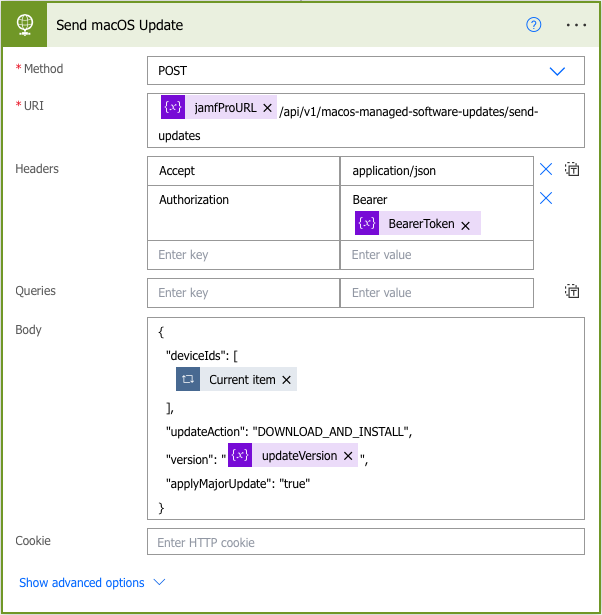 Send macOS Update
* Method
POST
* URI
{x} jamfProURL × /api/v1/macos-managed-software-updates/send-
updates
Headers
Accept
application/json
Authorization
Bearer
{x} BearerToken ×
Enter key
Enter value
Queries
Enter key
Enter value
Body
{
"deviceIds": [
Current item ×
],
"updateAction": "DOWNLOAD_AND_INSTALL",
"version": " {x} updateVersion × ",
"applyMajorUpdate": "true"
}
Cookie
Enter HTTP cookie
Show advanced options